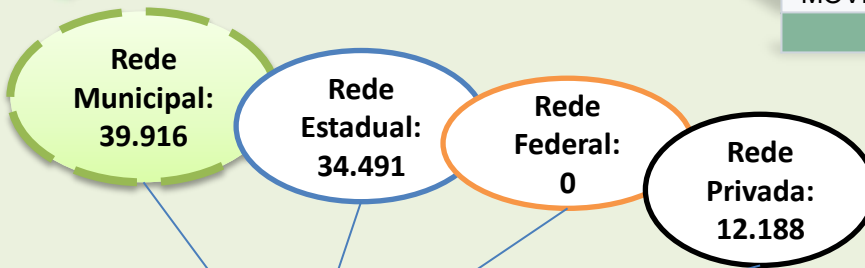 Rede
Municipal:
39.916
Rede
Estadual:
34.491
Rede
Federal:
0
Rede
Privada:
12.188